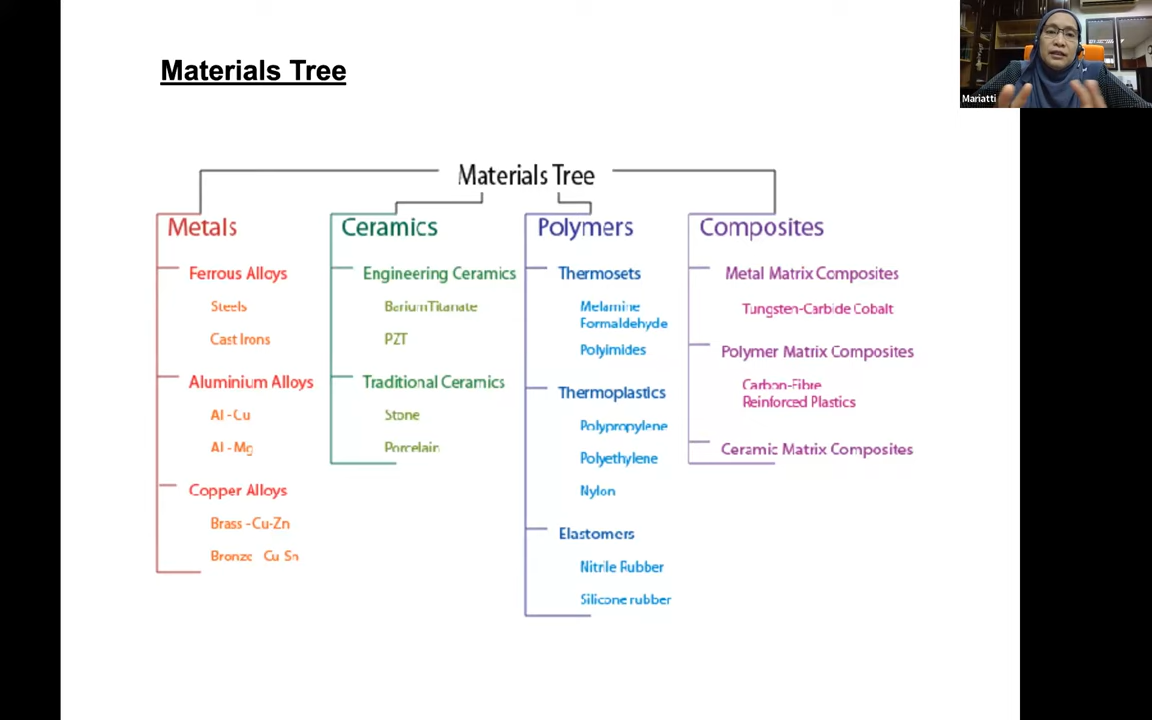 Materials Tree
Mariatti
Materials Tree
Metals
Ferrous Alloys
Steels
Cast Irons
Aluminium Alloys
Al - Cu
Al - Mg
Copper Alloys
Brass - Cu-Zn
Bronze Cu Sn
Ceramics
Engineering Ceramics
Barium Titanate
PZT
Traditional Ceramics
Stone
Porcelain
Polymers
Thermosets
Melamine
Formaldehyde
Polyimides
Thermoplastics
Polypropylene
Polyethylene
Nylon
Elastomers
Nitrile Rubber
Silicone rubber
Composites
Metal Matrix Composites
Tungsten-Carbide Cobalt
Polymer Matrix Composites
Carbon-Fibre
Reinforced Plastics
Ceramic Matrix Composites